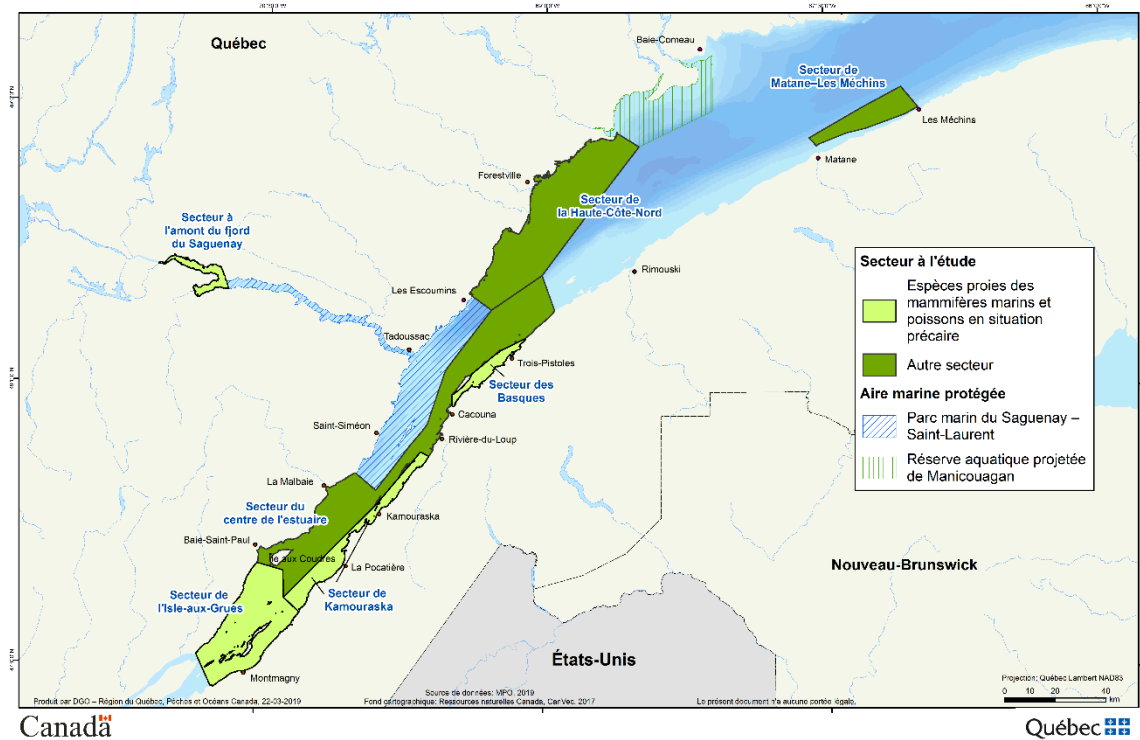 Québec
Baie-Comeau
Secteur de
Matane–Les Méchins
Les Méchins
Matane
Forestville
Secteur de
la Haute-Côte-Nord
Secteur à
l'amont du fjord
du Saguenay
Rimouski
Les Escoumins
Tadoussac
Trois-Pistoles
Secteur des
Basques
Cacouna
Saint-Siméon
Rivière-du-Loup
La Malbaie
Secteur du
centre de l'estuaire
Kamouraska
Baie-Saint-Paul
Île aux Coudres
La Pocatière
Secteur de
l'Isle-aux-Grues
Secteur de
Kamouraska
Montmagny
Nouveau-Brunswick
États-Unis
Secteur à l'étude
Espèces proies des
mammifères marins et
poissons en situation
précaire
Autre secteur
Aire marine protégée
Parc marin du Saguenay –
Saint-Laurent
Réserve aquatique projetée
de Manicouagan
Projection: Québec Lambert NAD83
0 10 20 40
km
Source de données: MPO, 2019
Produit par DGO – Région du Québec, Pêches et Océans Canada, 22-03-2019
Fond cartographique: Ressources naturelles Canada, CanVec, 2017
Le présent document n'a aucune portée légale.
Canada
Québec